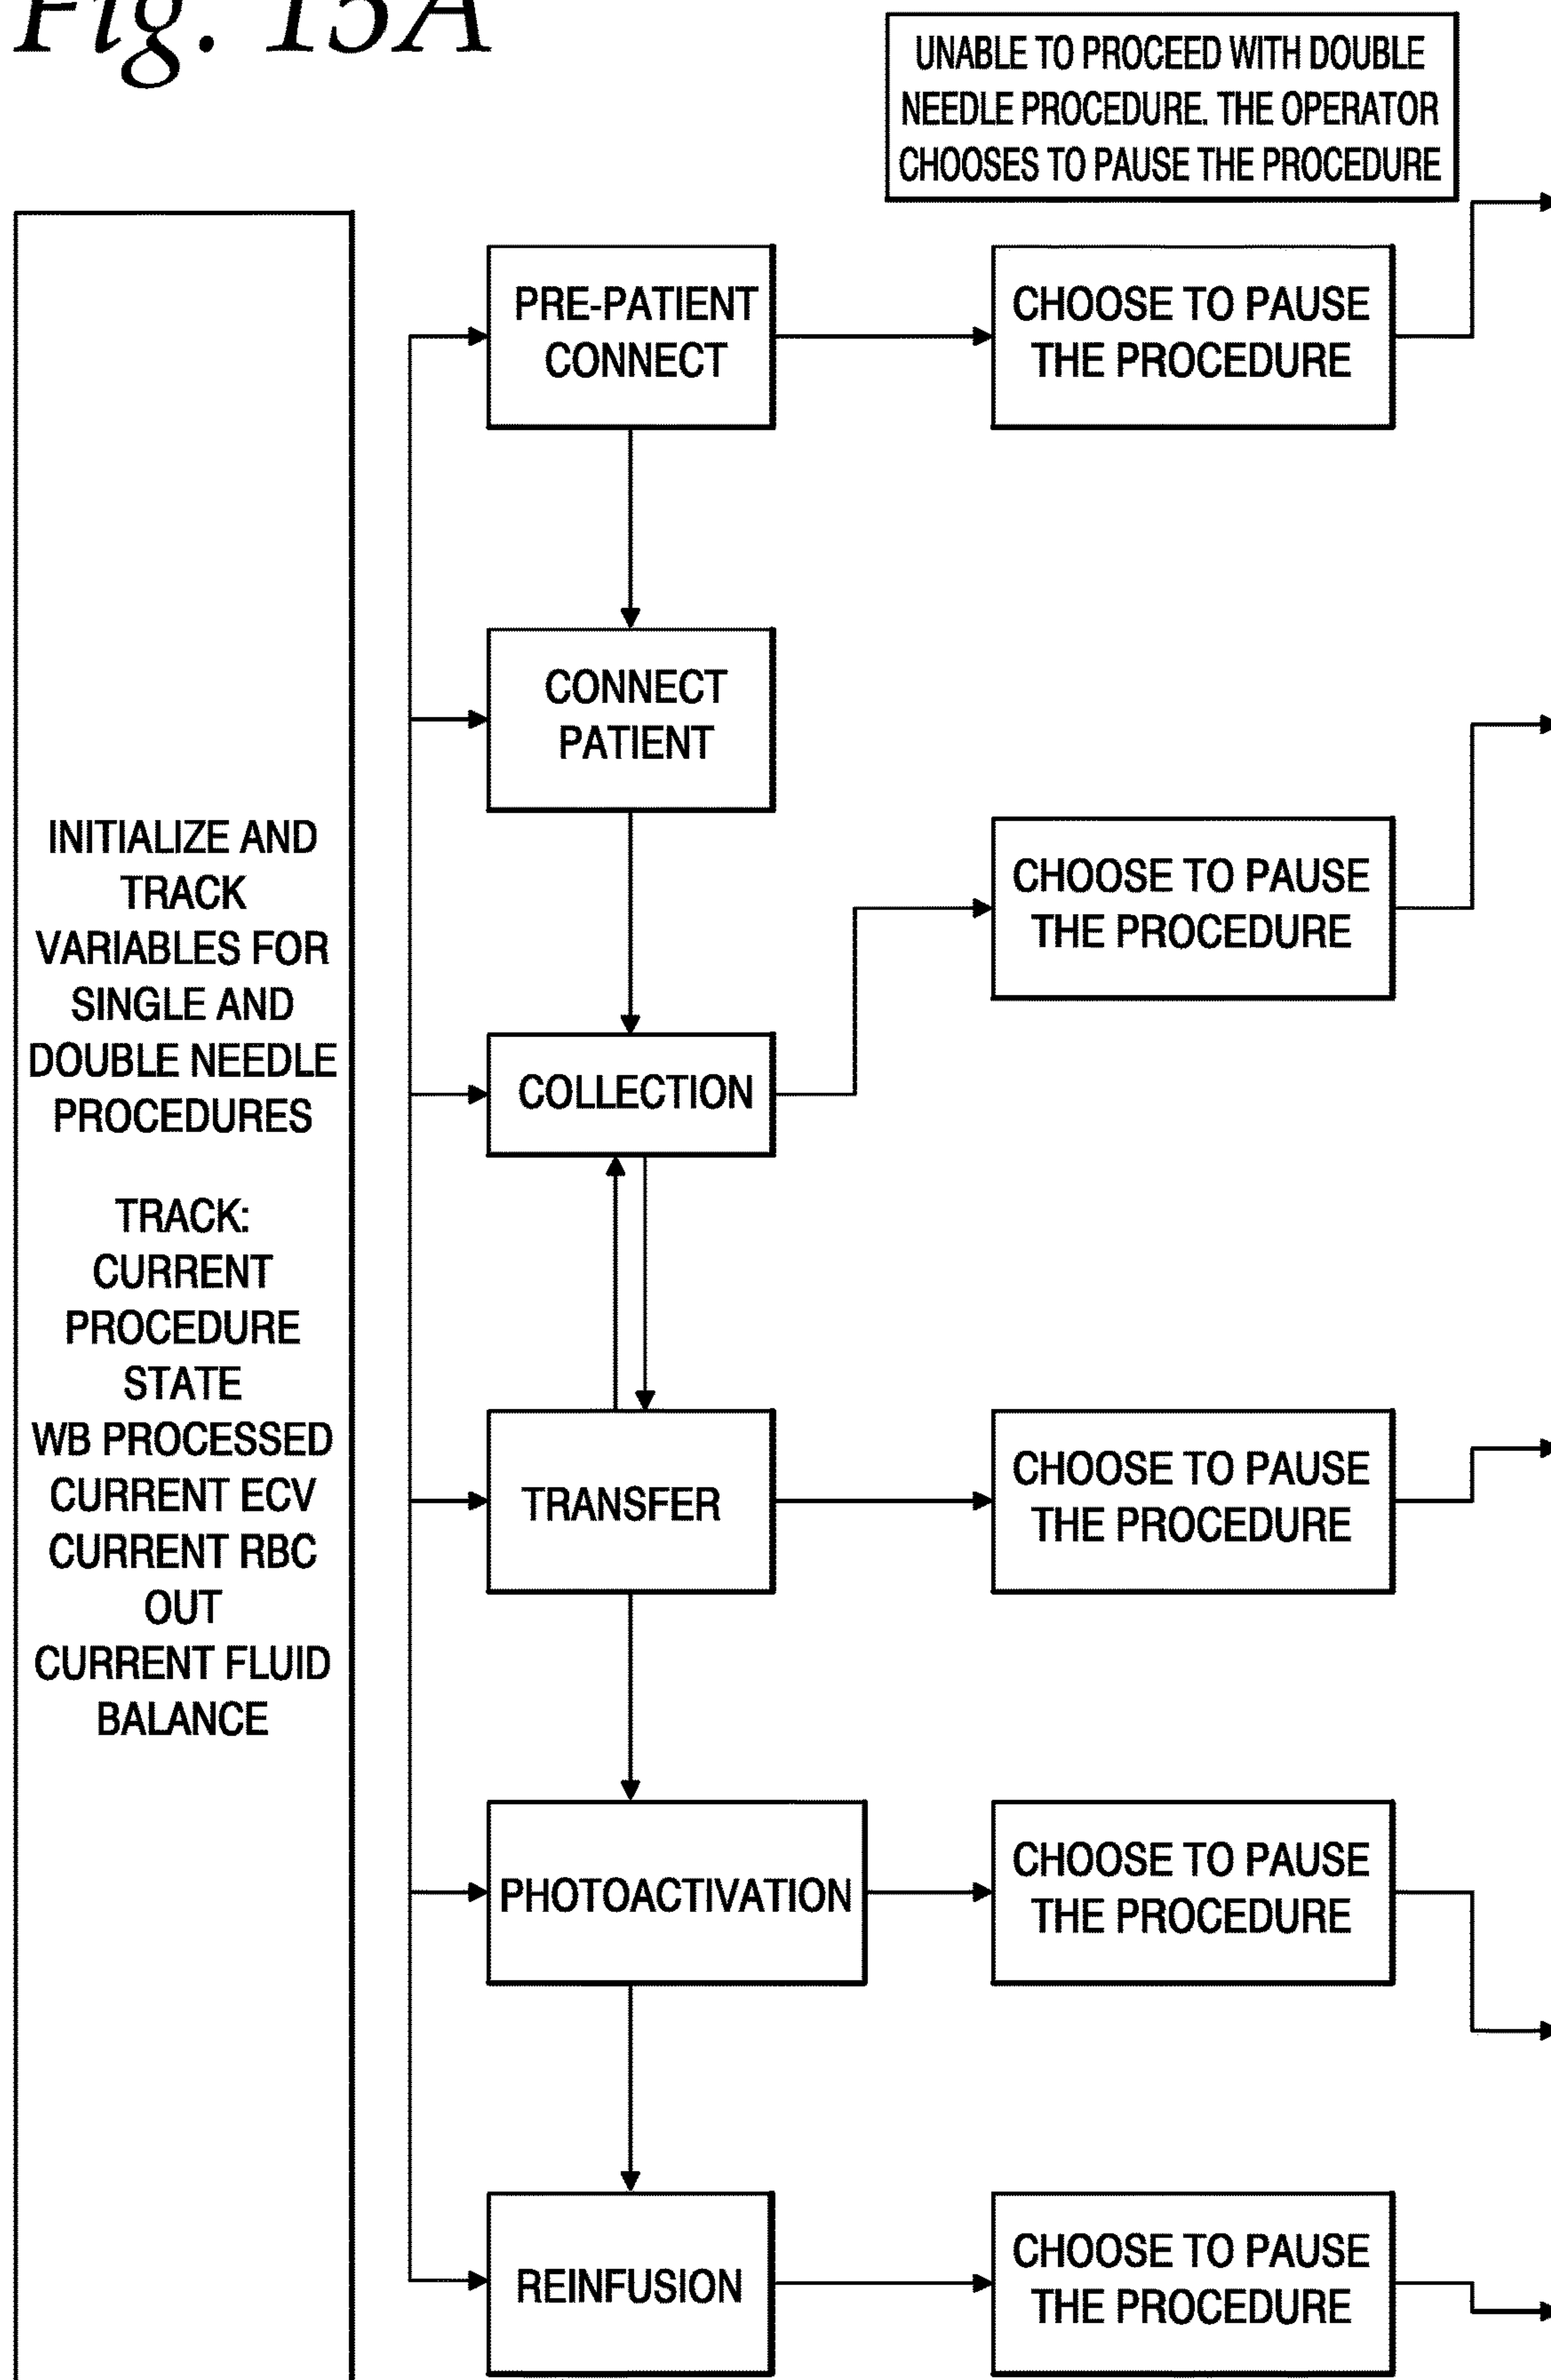 Fig. 13A
UNABLE TO PROCEED WITH DOUBLE
NEEDLE PROCEDURE. THE OPERATOR
CHOOSES TO PAUSE THE PROCEDURE
INITIALIZE AND
TRACK
VARIABLES FOR
SINGLE AND
DOUBLE NEEDLE
PROCEDURES
TRACK:
CURRENT
PROCEDURE
STATE
WB PROCESSED
CURRENT ECV
CURRENT RBC
OUT
CURRENT FLUID
BALANCE
PRE-PATIENT
CONNECT
CHOOSE TO PAUSE
THE PROCEDURE
CONNECT
PATIENT
COLLECTION
CHOOSE TO PAUSE
THE PROCEDURE
TRANSFER
CHOOSE TO PAUSE
THE PROCEDURE
PHOTOACTIVATION
CHOOSE TO PAUSE
THE PROCEDURE
REINFUSION
CHOOSE TO PAUSE
THE PROCEDURE